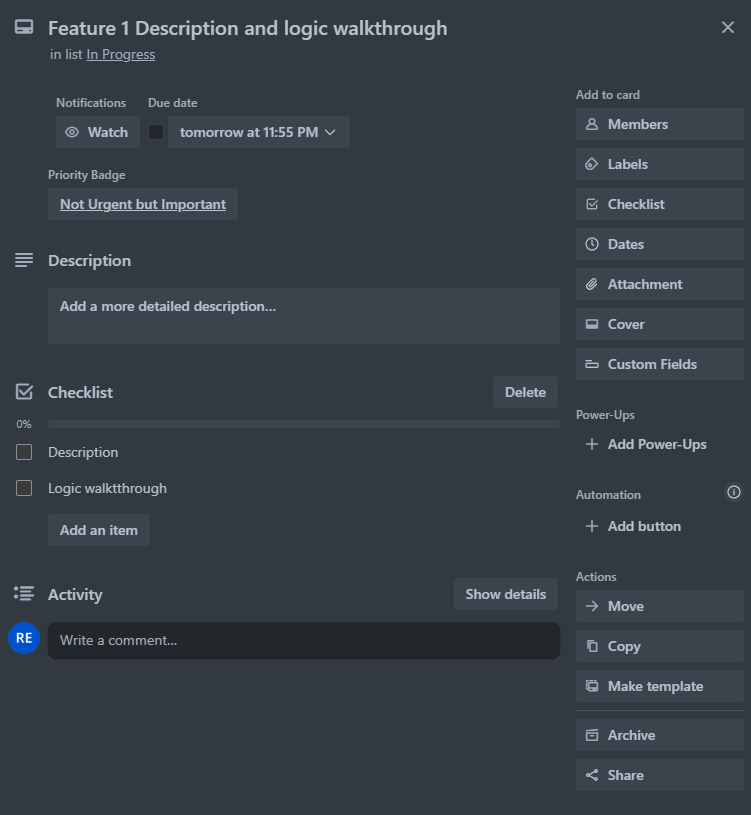 Feature 1 Description and logic walkthrough
in list In Progress
Notifications
Due date
Watch
tomorrow at 11:55 PM
Priority Badge
Not Urgent but Important
Description
Add a more detailed description...
Checklist
Delete
0%
Description
Logic walktthrough
Add an item
Activity
Show details
RE
Write a comment...
Add to card
Members
Labels
Checklist
Dates
Attachment
Cover
Custom Fields
Power-Ups
Add Power-Ups
Automation
Add button
Actions
Move
Copy
Make template
Archive
Share